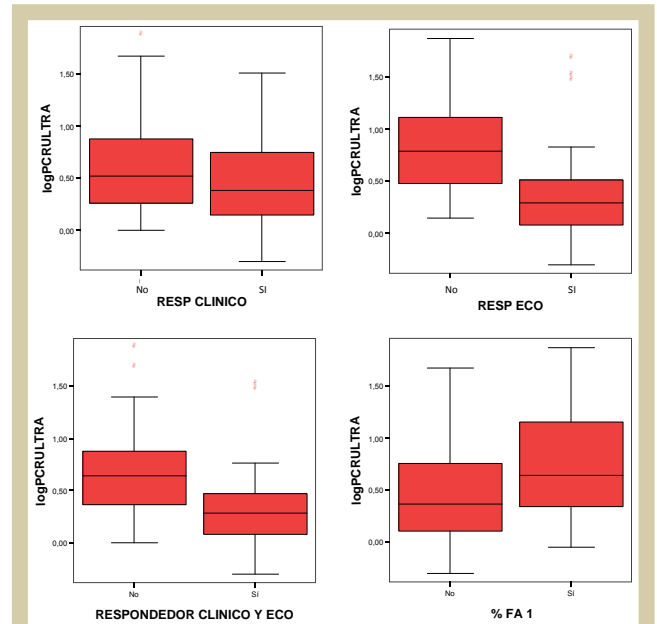 logPCRULTRA
1,50
1,00
0,50
0,00
No
SI
RESP CLINICO
logPCRULTRA
1,50
1,00
0,50
0,00
No
SI
RESP ECO
logPCRULTRA
1,50
1,00
0,50
0,00
No
Sí
RESPONDEDOR CLINICO Y ECO
logPCRULTRA
1,50
1,00
0,50
0,00
No
Sí
% FA 1